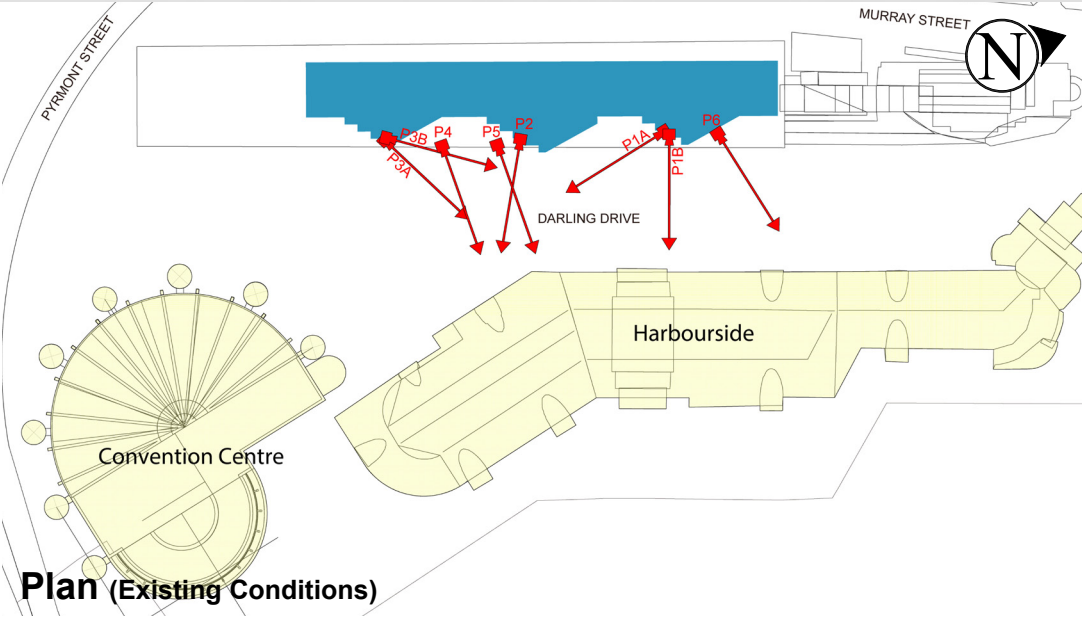 MURRAY STREET
N
PYRMONT STREET
P3B
P4
P5
P2
P1A
P1B
P6
P3A
DARLING DRIVE
Harbourside
Convention Centre
Plan (Existing Conditions)